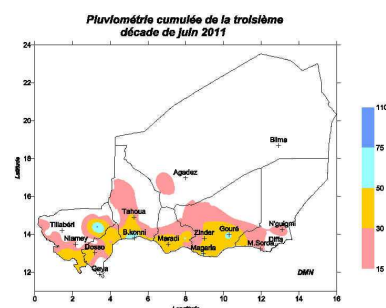 Pluviométrie cumulée de la troisième
décade de juin 2011
24
22
20
18
16
14
12
Latitude
Bilma
Agadez
Tahoua
Tillabéri
Niamey
Dosso
B.konni
Maradi
Zinder
Gouré
N'guigmi
Diffa
M.Soroa
Magaria
Gaya
DMN
0 2 4 6 8 10 12 14 16
Longitude
110
75
50
30
15